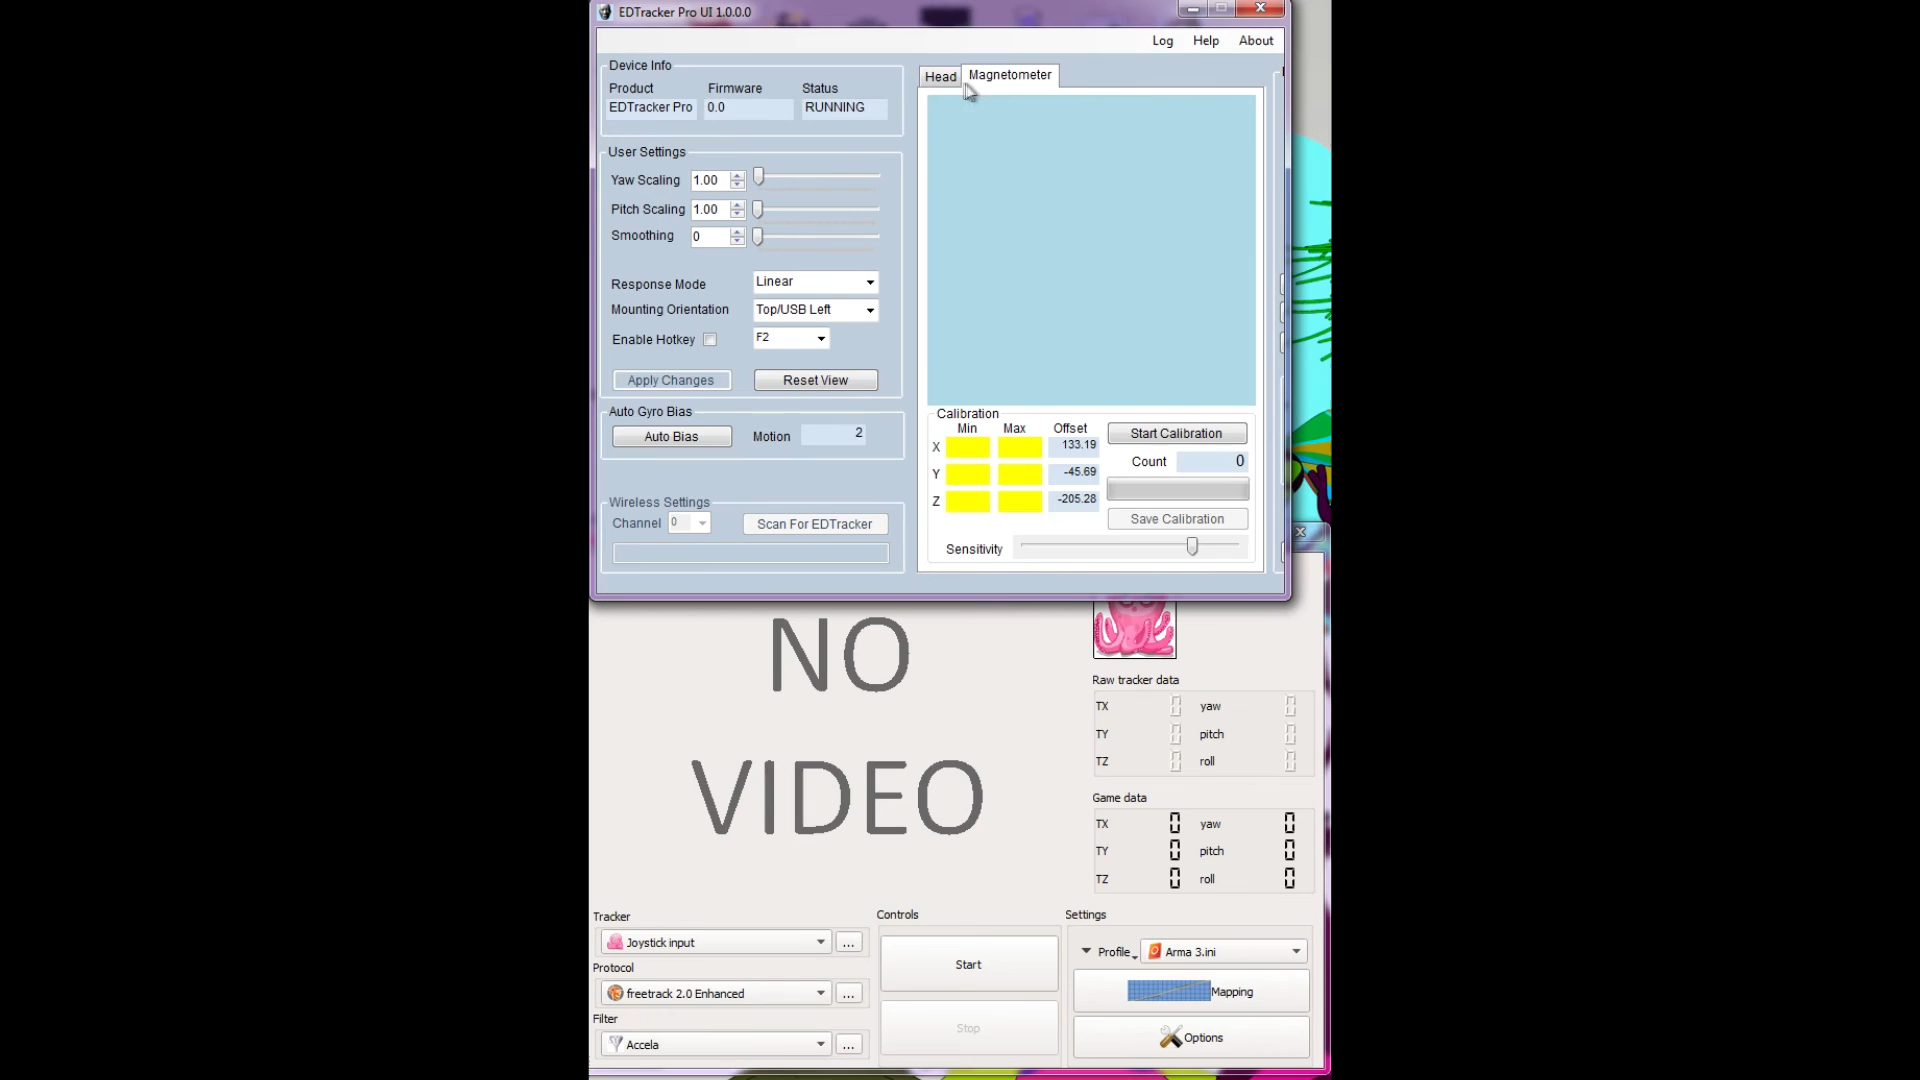 EDTracker Pro UI 1.0.0.0
Log Help About
Device Info
Product Firmware Status
EDTracker Pro 0.0 RUNNING
User Settings
Yaw Scaling 1.00
Pitch Scaling 1.00
Smoothing 0
Response Mode Linear
Mounting Orientation Top/USB Left
Enable Hotkey F2
Apply Changes Reset View
Auto Gyro Bias
Auto Bias Motion 2
Wireless Settings
Channel 0 Scan For EDTracker
Head Magnetometer
Calibration
Min Max Offset
X 133.19
Y -45.69
Z -205.28
Start Calibration
Count 0
Save Calibration
Sensitivity
NO
VIDEO
Raw tracker data
TX yaw
TY pitch
TZ roll
Game data
TX 0 yaw 0
TY 0 pitch 0
TZ 0 roll 0
Tracker
Joystick input ...
Protocol
freetrack 2.0 Enhanced ...
Filter
Accela ...
Controls
Start
Stop
Settings
Profile Arma 3.ini
Mapping
Options